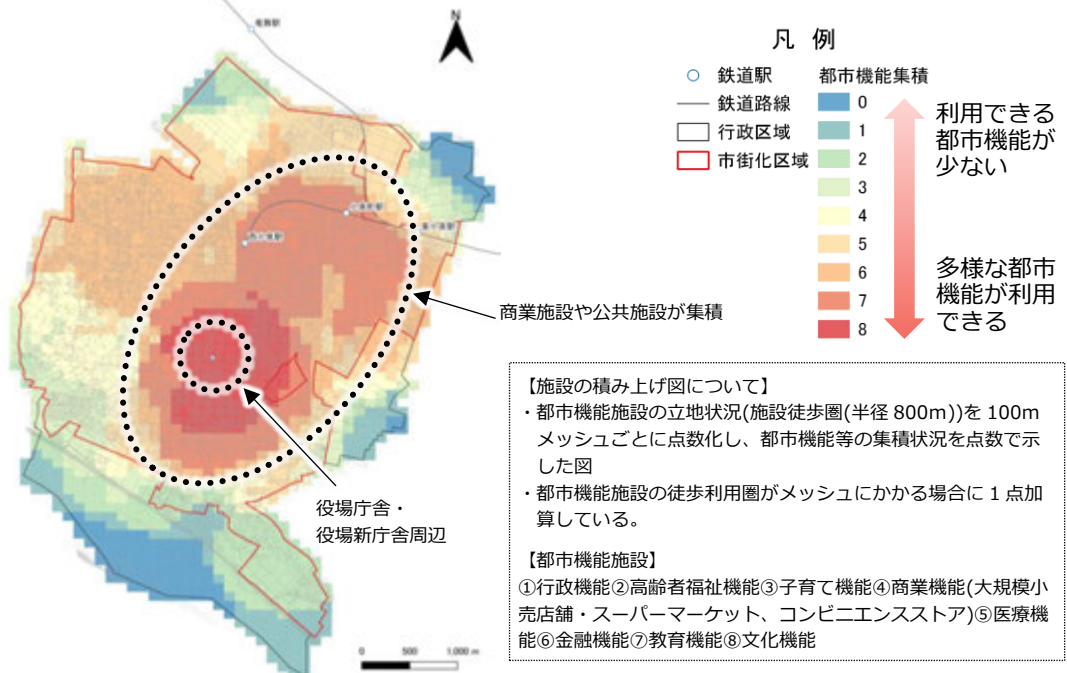 N
凡 例
鉄道駅
鉄道路線
行政区域
市街化区域
都市機能集積
0
1
2
3
4
5
6
7
8
利用できる
都市機能が
少ない
多様な都市
機能が利用
できる
商業施設や公共施設が集積
役場庁舎・
役場新庁舎周辺
【施設の積み上げ図について】
・都市機能施設の立地状況(施設徒歩圏(半径 800m))を 100m
メッシュごとに点数化し、都市機能等の集積状況を点数で示
した図
・都市機能施設の徒歩利用圏がメッシュにかかる場合に 1 点加
算している。
【都市機能施設】
①行政機能②高齢者福祉機能③子育て機能④商業機能(大規模小
売店舗・スーパーマーケット、コンビニエンスストア)⑤医療機
能⑥金融機能⑦教育機能⑧文化機能
0 500 1,000 m